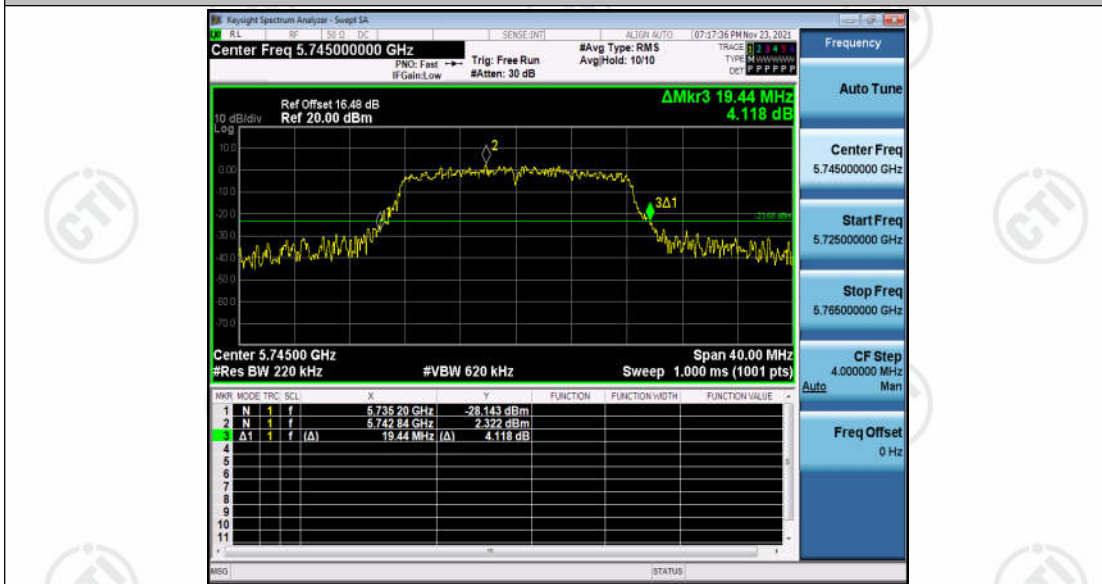 Keysight Spectrum Analyzer - Swept SA
RL RF 50 Ω DC SENSE:INT ALIGN AUTO 07:17:36 PM Nov 23, 2021
Center Freq 5.745000000 GHz
PNO: Fast
IFGain:Low
Trig: Free Run
#Atten: 30 dB
#Avg Type: RMS
Avg|Hold: 10/10
TRACE 1 2 3 4 5 6
TYPE M W W W W W
DET P P P P P P
Frequency
Auto Tune
Center Freq
5.745000000 GHz
Start Freq
5.725000000 GHz
Stop Freq
5.765000000 GHz
CF Step
4.000000 MHz
Auto Man
Freq Offset
0 Hz
ΔMkr3 19.44 MHz
4.118 dB
Ref Offset 16.48 dB
10 dB/div Ref 20.00 dBm
Log
10.0
0.00
-10.0
-20.0
-30.0
-40.0
-50.0
-60.0
-70.0
2
3Δ1
Center 5.74500 GHz Span 40.00 MHz
#Res BW 220 kHz #VBW 620 kHz Sweep 1.000 ms (1001 pts)
MKR MODE TRC SCL X Y FUNCTION FUNCTION WIDTH FUNCTION VALUE
1 N 1 f 5.735 20 GHz -28.143 dBm
2 N 1 f 5.742 84 GHz 2.322 dBm
3 Δ1 1 f (Δ) 19.44 MHz (Δ) 4.118 dB
4
5
6
7
8
9
10
11
MSG STATUS
CTI
CTI